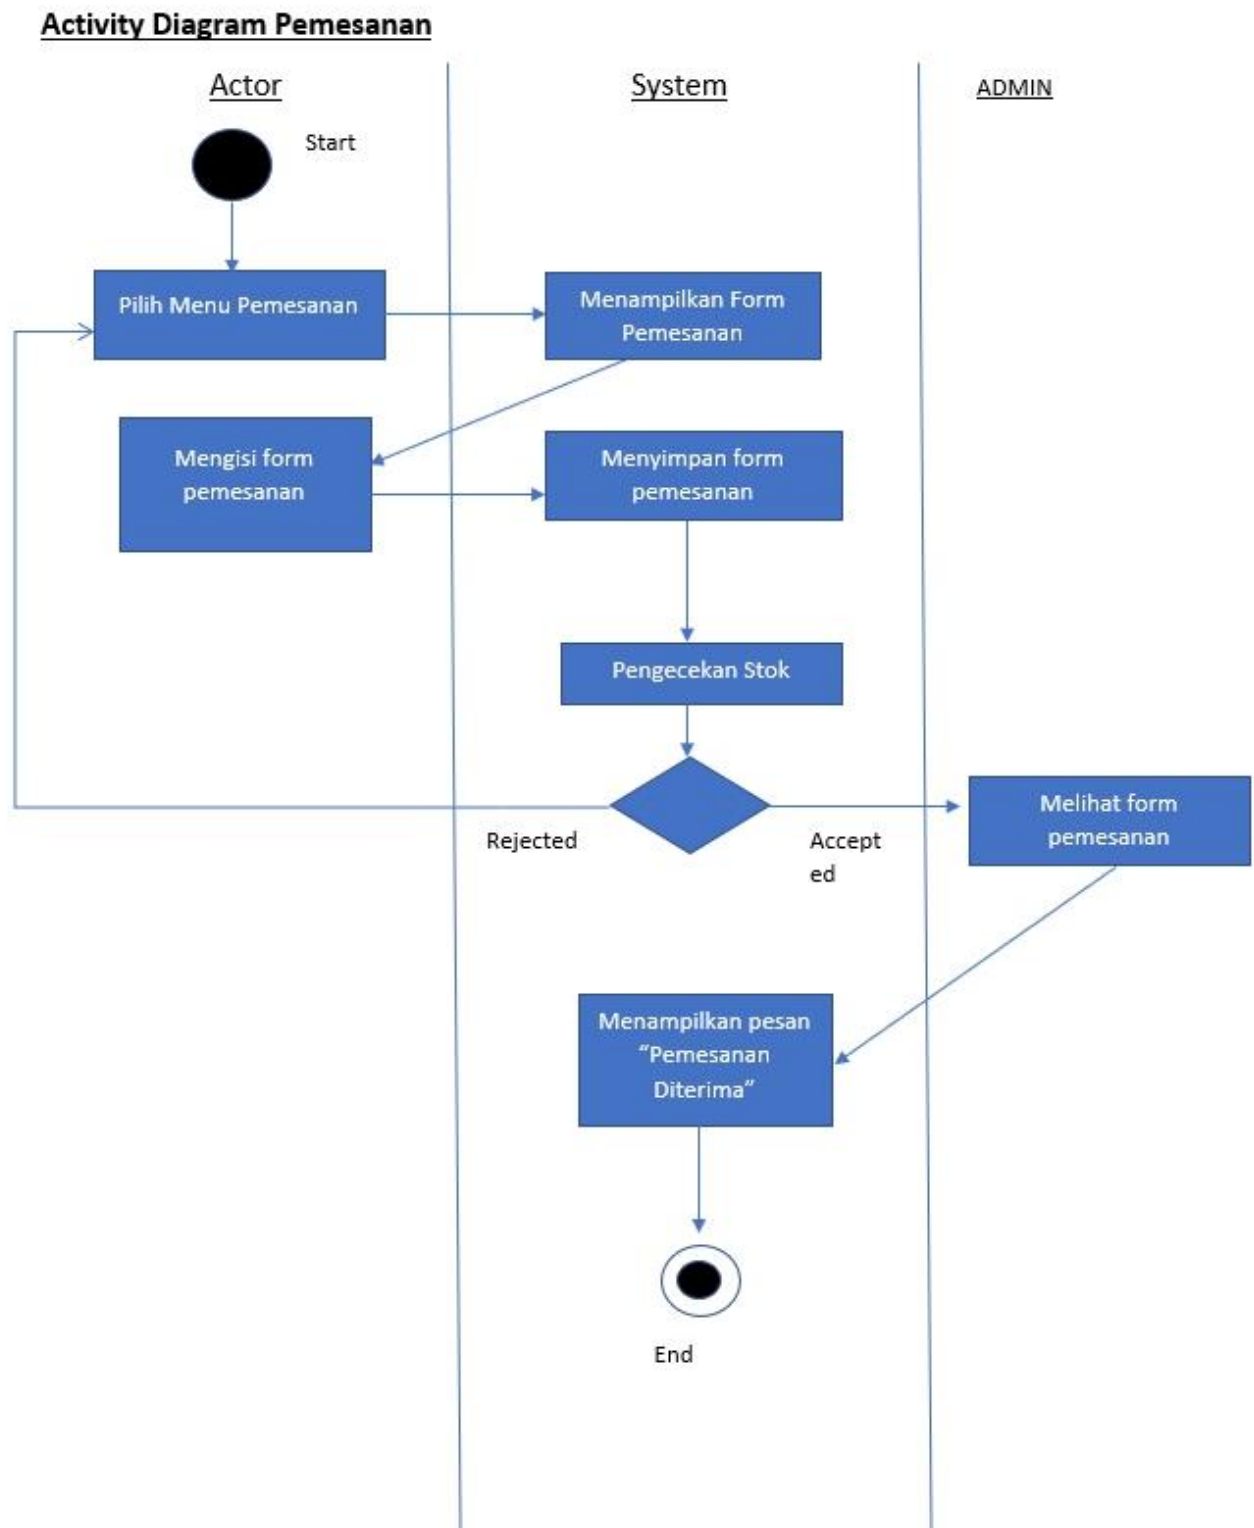 Activity Diagram Pemesanan
Actor
System
ADMIN
Start
Pilih Menu Pemesanan
Menampilkan Form
Pemesanan
Mengisi form
pemesanan
Menyimpan form
pemesanan
Pengecekan Stok
Rejected
Accept
ed
Melihat form
pemesanan
Menampilkan pesan
“Pemesanan
Diterima”
End